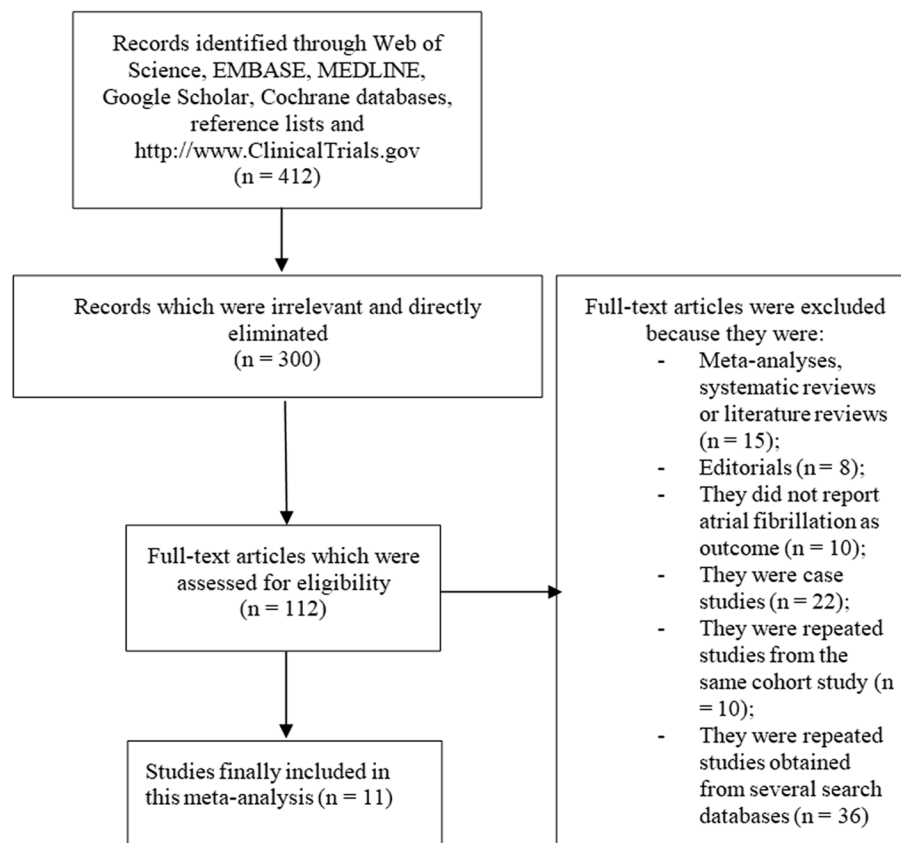 Records identified through Web of
Science, EMBASE, MEDLINE,
Google Scholar, Cochrane databases,
reference lists and
http://www.ClinicalTrials.gov
(n = 412)
Records which were irrelevant and directly
eliminated
(n = 300)
Full-text articles which were
assessed for eligibility
(n = 112)
Studies finally included in
this meta-analysis (n = 11)
Full-text articles were excluded
because they were:
- Meta-analyses,
systematic reviews
or literature reviews
(n = 15);
- Editorials (n = 8);
- They did not report
atrial fibrillation as
outcome (n = 10);
- They were case
studies (n = 22);
- They were repeated
studies from the
same cohort study (n
= 10);
- They were repeated
studies obtained
from several search
databases (n = 36)